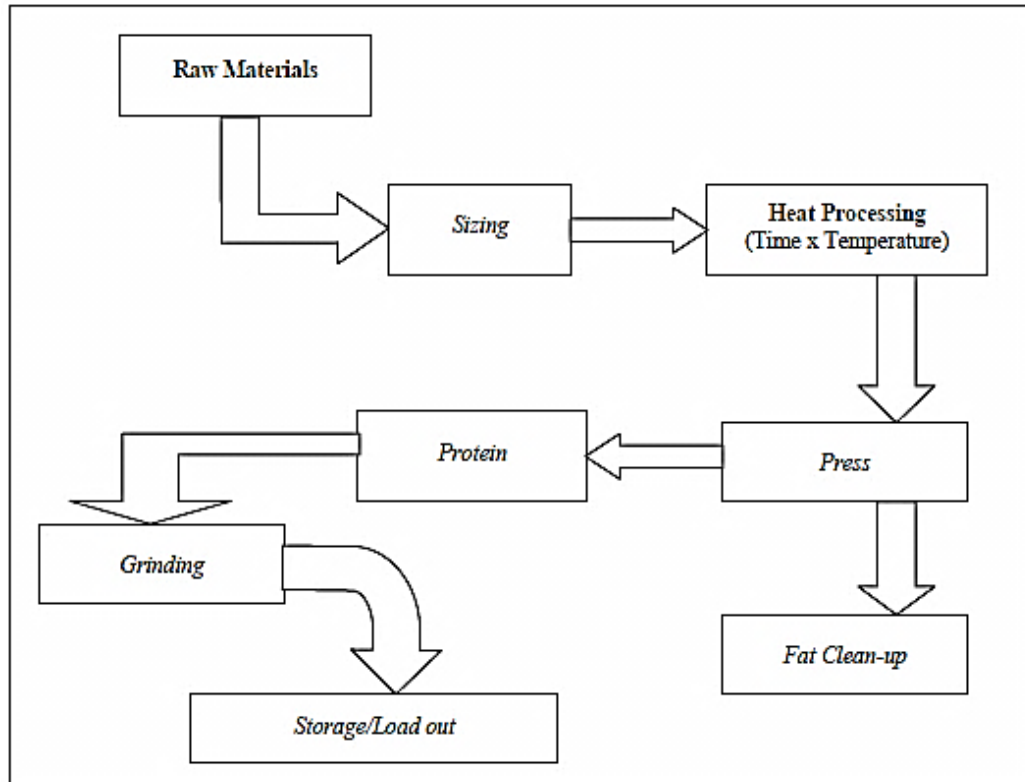 Raw Materials
Sizing
Heat Processing
(Time x Temperature)
Protein
Press
Grinding
Fat Clean-up
Storage/Load out